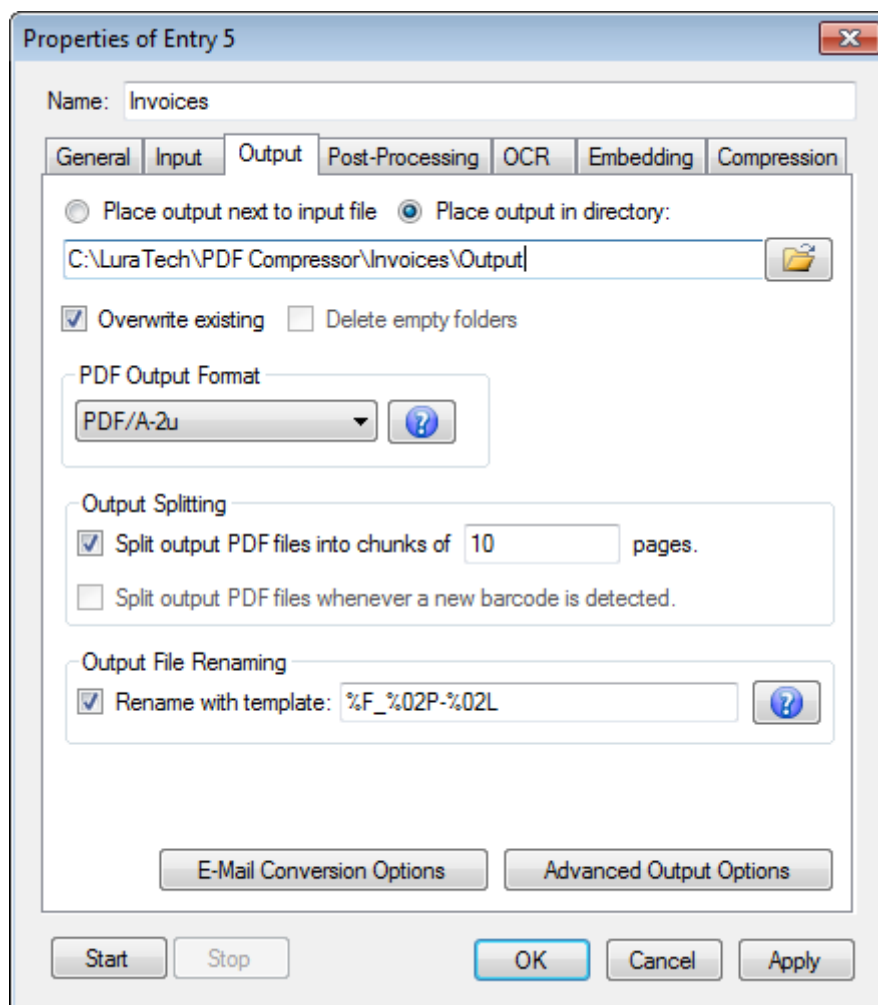 Properties of Entry 5
Name: Invoices
General Input Output Post-Processing OCR Embedding Compression
Place output next to input file Place output in directory:
C:\LuraTech\PDF Compressor\Invoices\Output
Overwrite existing Delete empty folders
PDF Output Format
PDF/A-2u ?
Output Splitting
Split output PDF files into chunks of 10 pages.
Split output PDF files whenever a new barcode is detected.
Output File Renaming
Rename with template: %F_%02P-%02L ?
E-Mail Conversion Options Advanced Output Options
Start Stop OK Cancel Apply